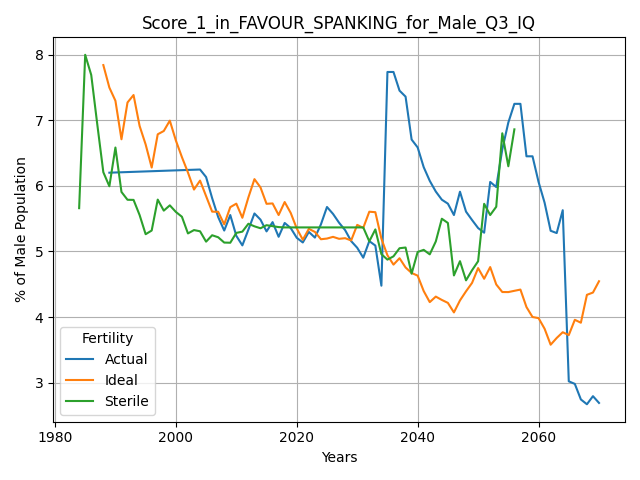 Score_1_in_FAVOUR_SPANKING_for_Male_Q3_IQ
% of Male Population
8
7
6
5
4
3
Fertility
Actual
Ideal
Sterile
1980 2000 2020 2040 2060
Years